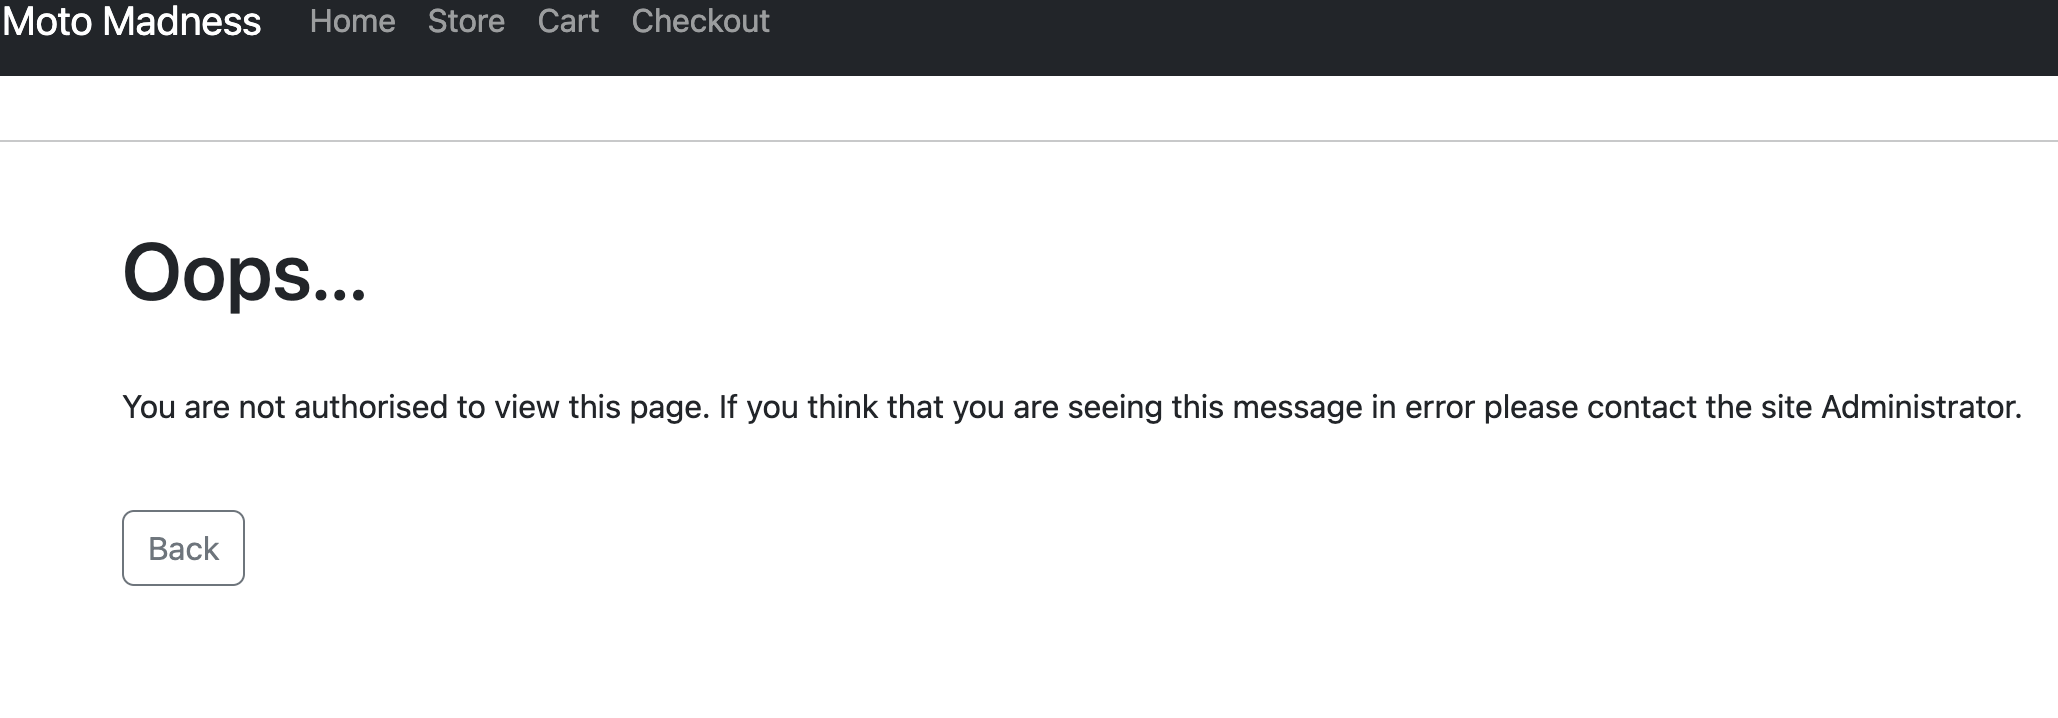 Moto Madness Home Store Cart Checkout
Oops...
You are not authorised to view this page. If you think that you are seeing this message in error please contact the site Administrator.
Back